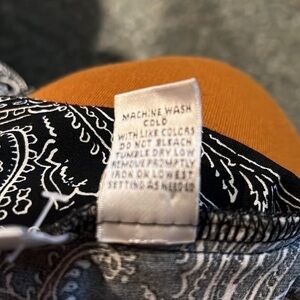 MACHINE WASH
COLD
WITH LIKE COLORS
DO NOT BLEACH
TUMBLE DRY LOW
REMOVE PROMPTLY
IRON ON LOWEST
SETTING AS NEEDED